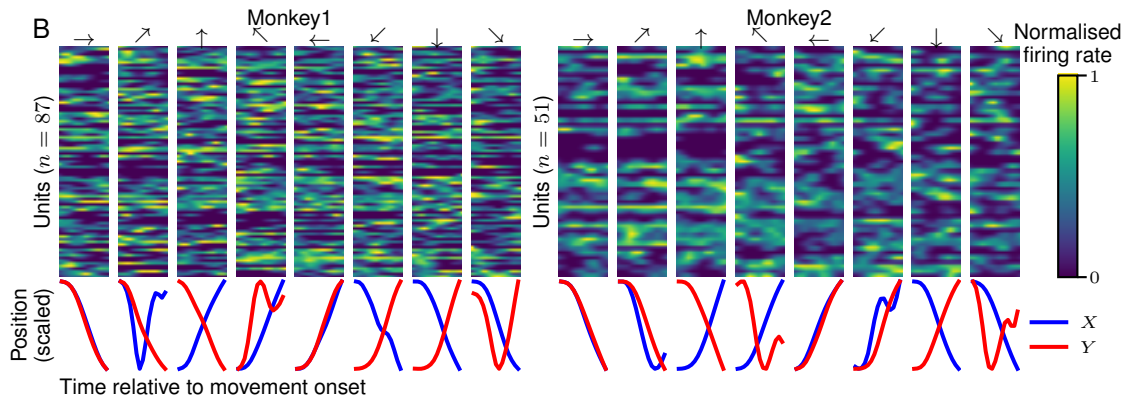 B
Monkey1
Monkey2
→ ↗ ↑ ↖ ← ↙ ↓ ↘
→ ↗ ↑ ↖ ← ↙ ↓ ↘
Normalised
firing rate
1
0
Units (n = 87)
Units (n = 51)
Position
(scaled)
X
Y
Time relative to movement onset